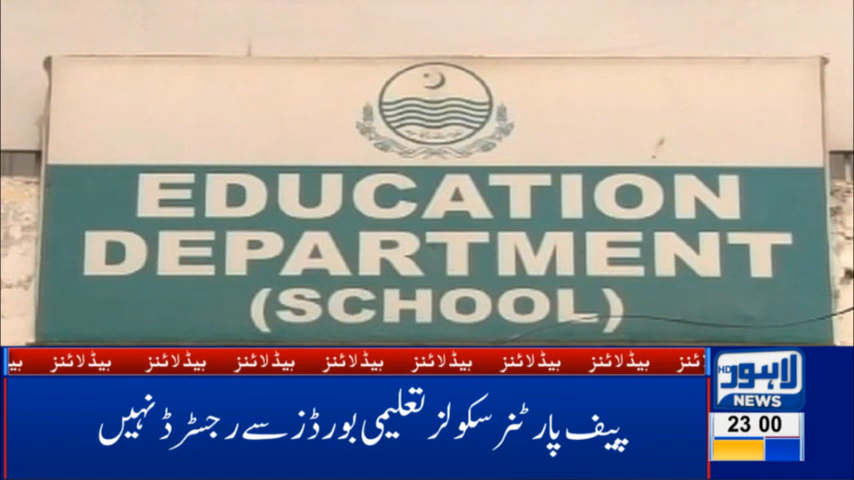 EDUCATION
DEPARTMENT
(SCHOOL)
ہیڈلائنز ہیڈلائنز ہیڈلائنز ہیڈلائنز ہیڈلائنز ہیڈلائنز ہیڈلائنز
پیف پارٹنر سکولز تعلیمی بورڈز سے رجسٹرڈ نہیں
لاہور HD
NEWS
23 00